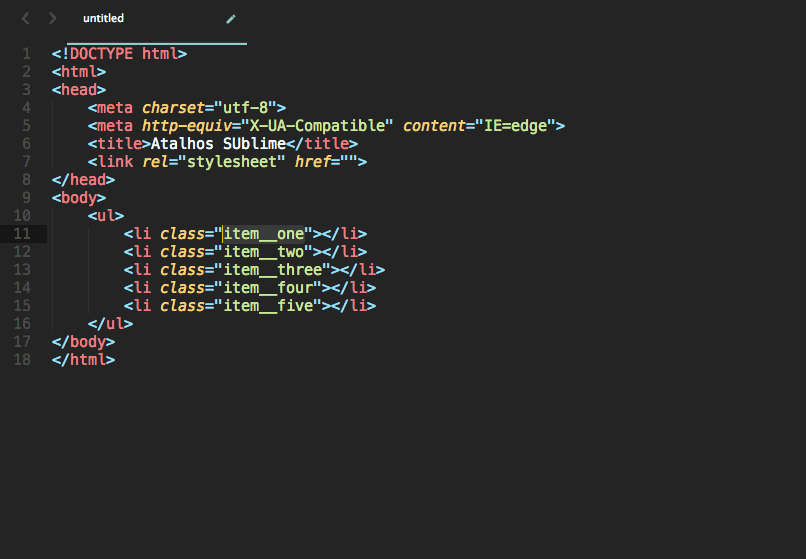 untitled
1 <!DOCTYPE html>
2 <html>
3 <head>
4 <meta charset="utf-8">
5 <meta http-equiv="X-UA-Compatible" content="IE=edge">
6 <title>Atalhos SUblime</title>
7 <link rel="stylesheet" href="">
8 </head>
9 <body>
10 <ul>
11 <li class="item__one"></li>
12 <li class="item__two"></li>
13 <li class="item__three"></li>
14 <li class="item__four"></li>
15 <li class="item__five"></li>
16 </ul>
17 </body>
18 </html>